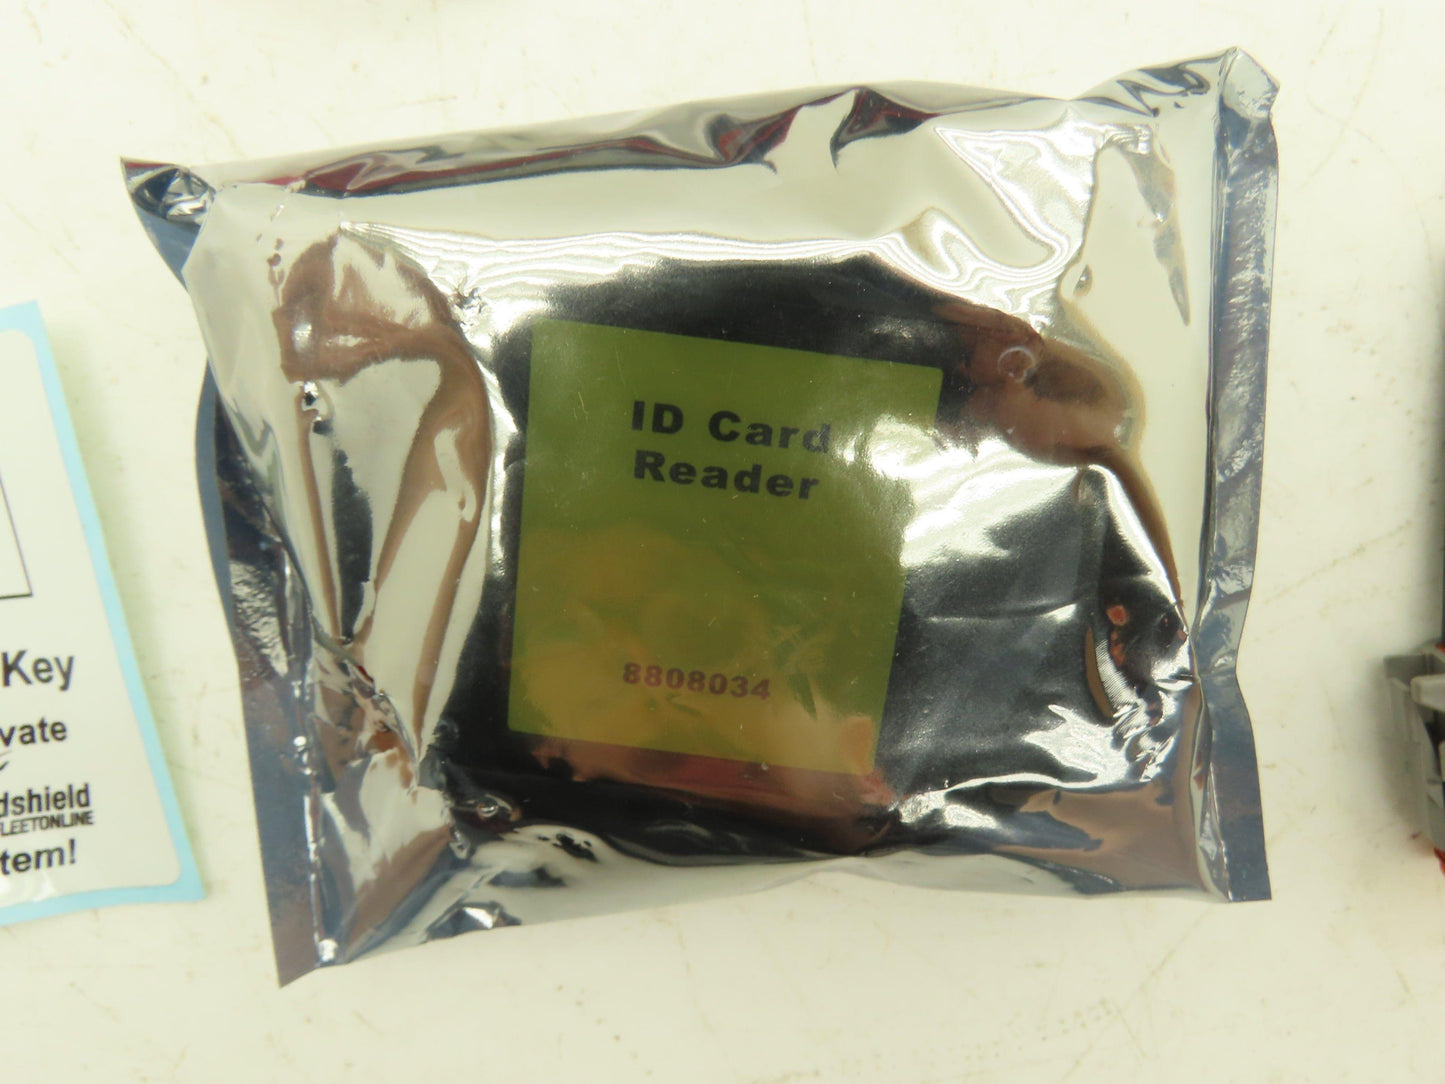 Key
vate
dshield
LEETONLINE
tem!
ID Card
Reader
8808034